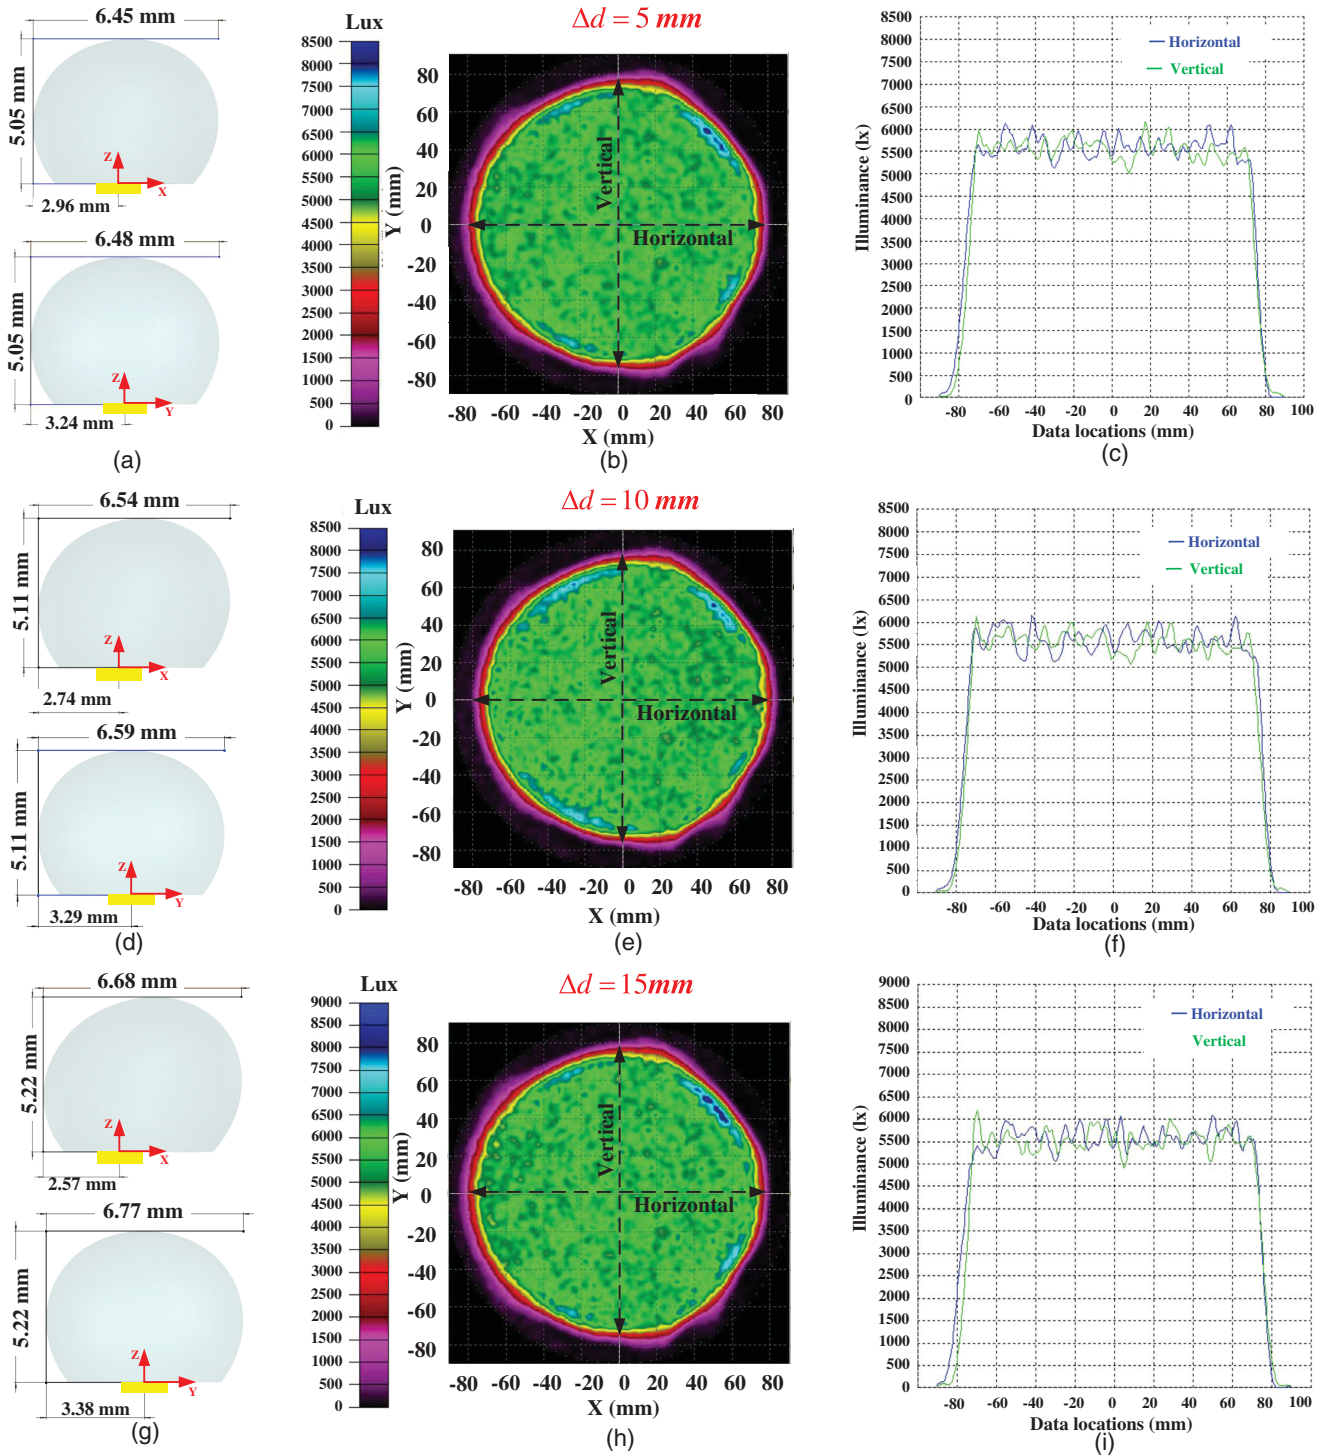 6.45 mm
5.05 mm
Z
X
2.96 mm
6.48 mm
5.05 mm
Z
Y
3.24 mm
(a)
Lux
8500
8000
7500
7000
6500
6000
5500
5000
4500
4000
3500
3000
2500
2000
1500
1000
500
0
Δd = 5 mm
80
60
40
20
0
-20
-40
-60
-80
Y (mm)
Vertical
Horizontal
-80 -60 -40 -20 0 20 40 60 80
X (mm)
(b)
Illuminance (lx)
8500
8000
7500
7000
6500
6000
5500
5000
4500
4000
3500
3000
2500
2000
1500
1000
500
0
Horizontal
Vertical
-80 -60 -40 -20 0 20 40 60 80 100
Data locations (mm)
(c)
6.54 mm
5.11 mm
Z
X
2.74 mm
6.59 mm
5.11 mm
Z
Y
3.29 mm
(d)
Lux
8500
8000
7500
7000
6500
6000
5500
5000
4500
4000
3500
3000
2500
2000
1500
1000
500
0
Δd = 10 mm
80
60
40
20
0
-20
-40
-60
-80
Y (mm)
Vertical
Horizontal
-80 -60 -40 -20 0 20 40 60 80
X (mm)
(e)
Illuminance (lx)
8500
8000
7500
7000
6500
6000
5500
5000
4500
4000
3500
3000
2500
2000
1500
1000
500
0
Horizontal
Vertical
-80 -60 -40 -20 0 20 40 60 80 100
Data locations (mm)
(f)
6.68 mm
5.22 mm
Z
X
2.57 mm
6.77 mm
5.22 mm
Z
Y
3.38 mm
(g)
Lux
9000
8500
8000
7500
7000
6500
6000
5500
5000
4500
4000
3500
3000
2500
2000
1500
1000
500
0
Δd = 15mm
80
60
40
20
0
-20
-40
-60
-80
Y (mm)
Vertical
Horizontal
-80 -60 -40 -20 0 20 40 60 80
X (mm)
(h)
Illuminance (lx)
9000
8500
8000
7500
7000
6500
6000
5500
5000
4500
4000
3500
3000
2500
2000
1500
1000
500
0
Horizontal
Vertical
-80 -60 -40 -20 0 20 40 60 80 100
Data locations (mm)
(i)